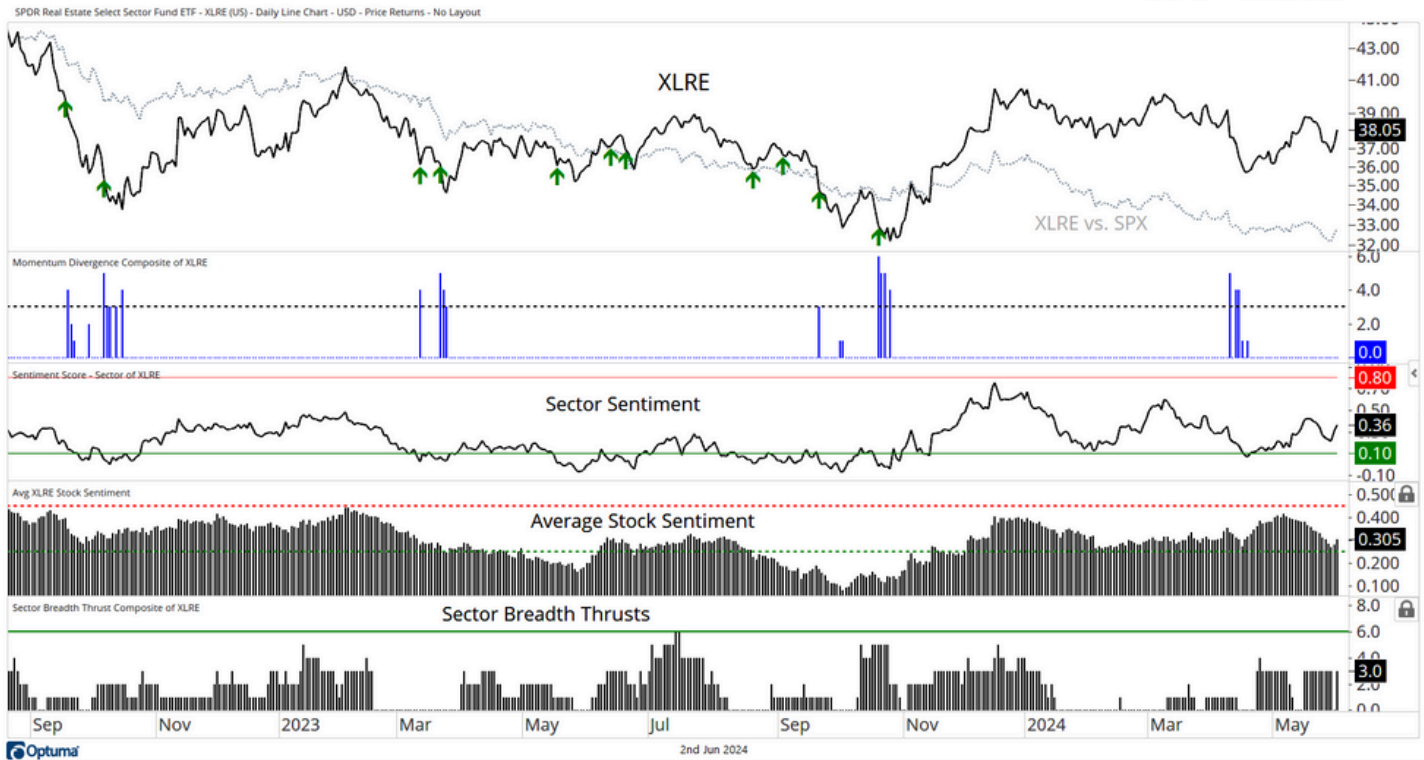 SPDR Real Estate Select Sector Fund ETF - XLRE (US) - Daily Line Chart - USD - Price Returns - No Layout
43.00
XLRE
41.00
39.00
38.05
37.00
36.00
35.00
34.00
XLRE vs. SPX
33.00
32.00
Momentum Divergence Composite of XLRE
6.0
4.0
2.0
0.0
Sentiment Score - Sector of XLRE
0.80
Sector Sentiment
0.50
0.36
0.10
-0.10
Avg XLRE Stock Sentiment
0.500
Average Stock Sentiment
0.400
0.305
0.200
0.100
Sector Breadth Thrust Composite of XLRE
Sector Breadth Thrusts
8.0
6.0
4.0
3.0
2.0
0.0
Sep Nov 2023 Mar May Jul Sep Nov 2024 Mar May
Optuma
2nd Jun 2024